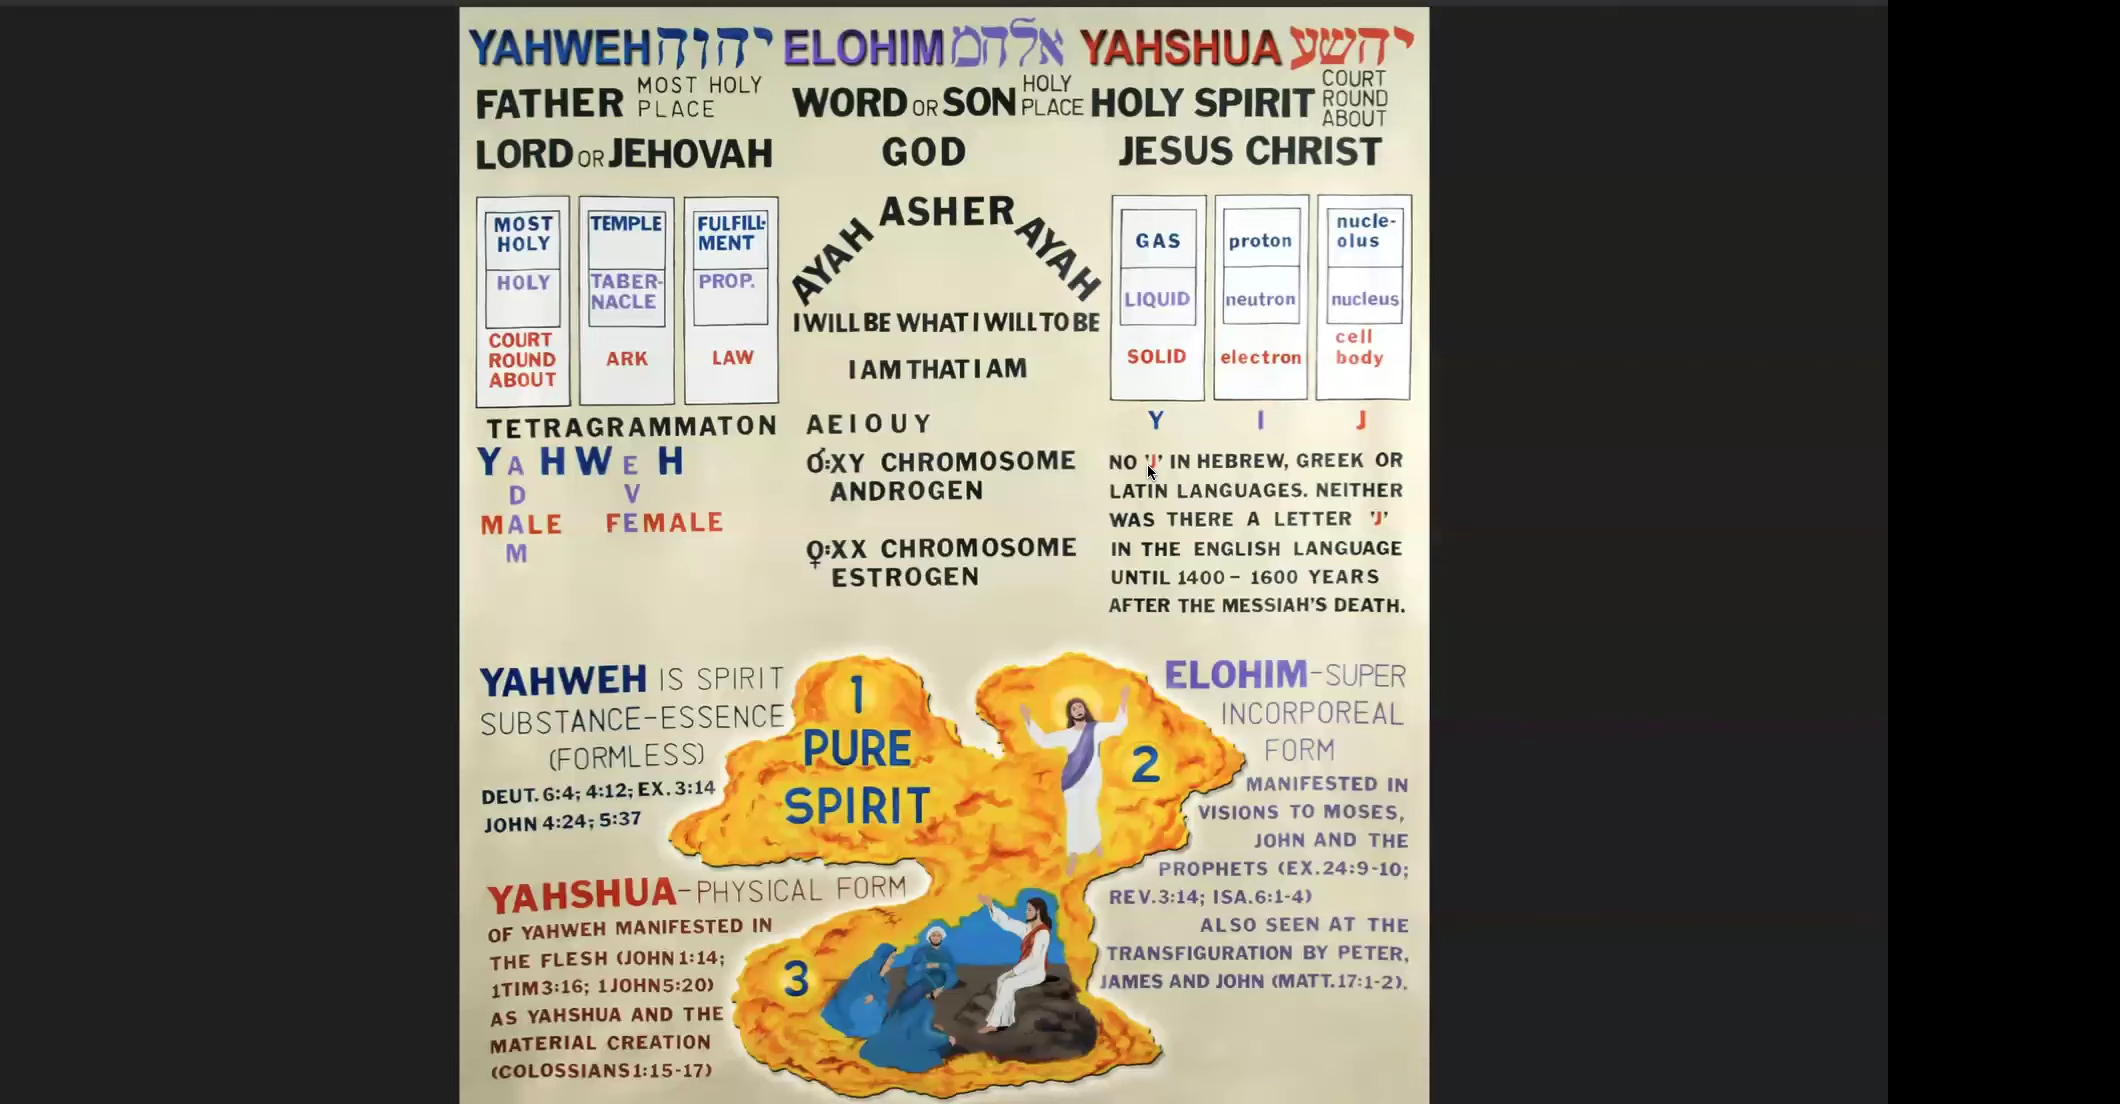 YAHWEH יהוה ELOHIM אלהמ YAHSHUA יהשע
FATHER MOST HOLY PLACE WORD OR SON HOLY PLACE HOLY SPIRIT COURT ROUND ABOUT
LORD OR JEHOVAH GOD JESUS CHRIST
MOST HOLY
HOLY
COURT ROUND ABOUT
TEMPLE
TABER-
NACLE
ARK
FULFILL-
MENT
PROP.
LAW
AYAH ASHER AYAH
I WILL BE WHAT I WILL TO BE
I AM THAT I AM
GAS
LIQUID
SOLID
proton
neutron
electron
nucle-
olus
nucleus
cell
body
Y I J
TETRAGRAMMATON
YAHWEH
D V
MALE FEMALE
M
A E I O U Y
♂:XY CHROMOSOME
ANDROGEN
♀:XX CHROMOSOME
ESTROGEN
NO 'J' IN HEBREW, GREEK OR
LATIN LANGUAGES. NEITHER
WAS THERE A LETTER 'J'
IN THE ENGLISH LANGUAGE
UNTIL 1400 - 1600 YEARS
AFTER THE MESSIAH'S DEATH.
YAHWEH IS SPIRIT
SUBSTANCE-ESSENCE
(FORMLESS)
DEUT. 6:4; 4:12; EX. 3:14
JOHN 4:24; 5:37
1
PURE
SPIRIT
2
ELOHIM-SUPER
INCORPOREAL
FORM
MANIFESTED IN
VISIONS TO MOSES,
JOHN AND THE
PROPHETS (EX.24:9-10;
REV.3:14; ISA.6:1-4)
ALSO SEEN AT THE
TRANSFIGURATION BY PETER,
JAMES AND JOHN (MATT.17:1-2).
YAHSHUA-PHYSICAL FORM
OF YAHWEH MANIFESTED IN
THE FLESH (JOHN 1:14;
1TIM3:16; 1JOHN5:20)
AS YAHSHUA AND THE
MATERIAL CREATION
(COLOSSIANS1:15-17)
3